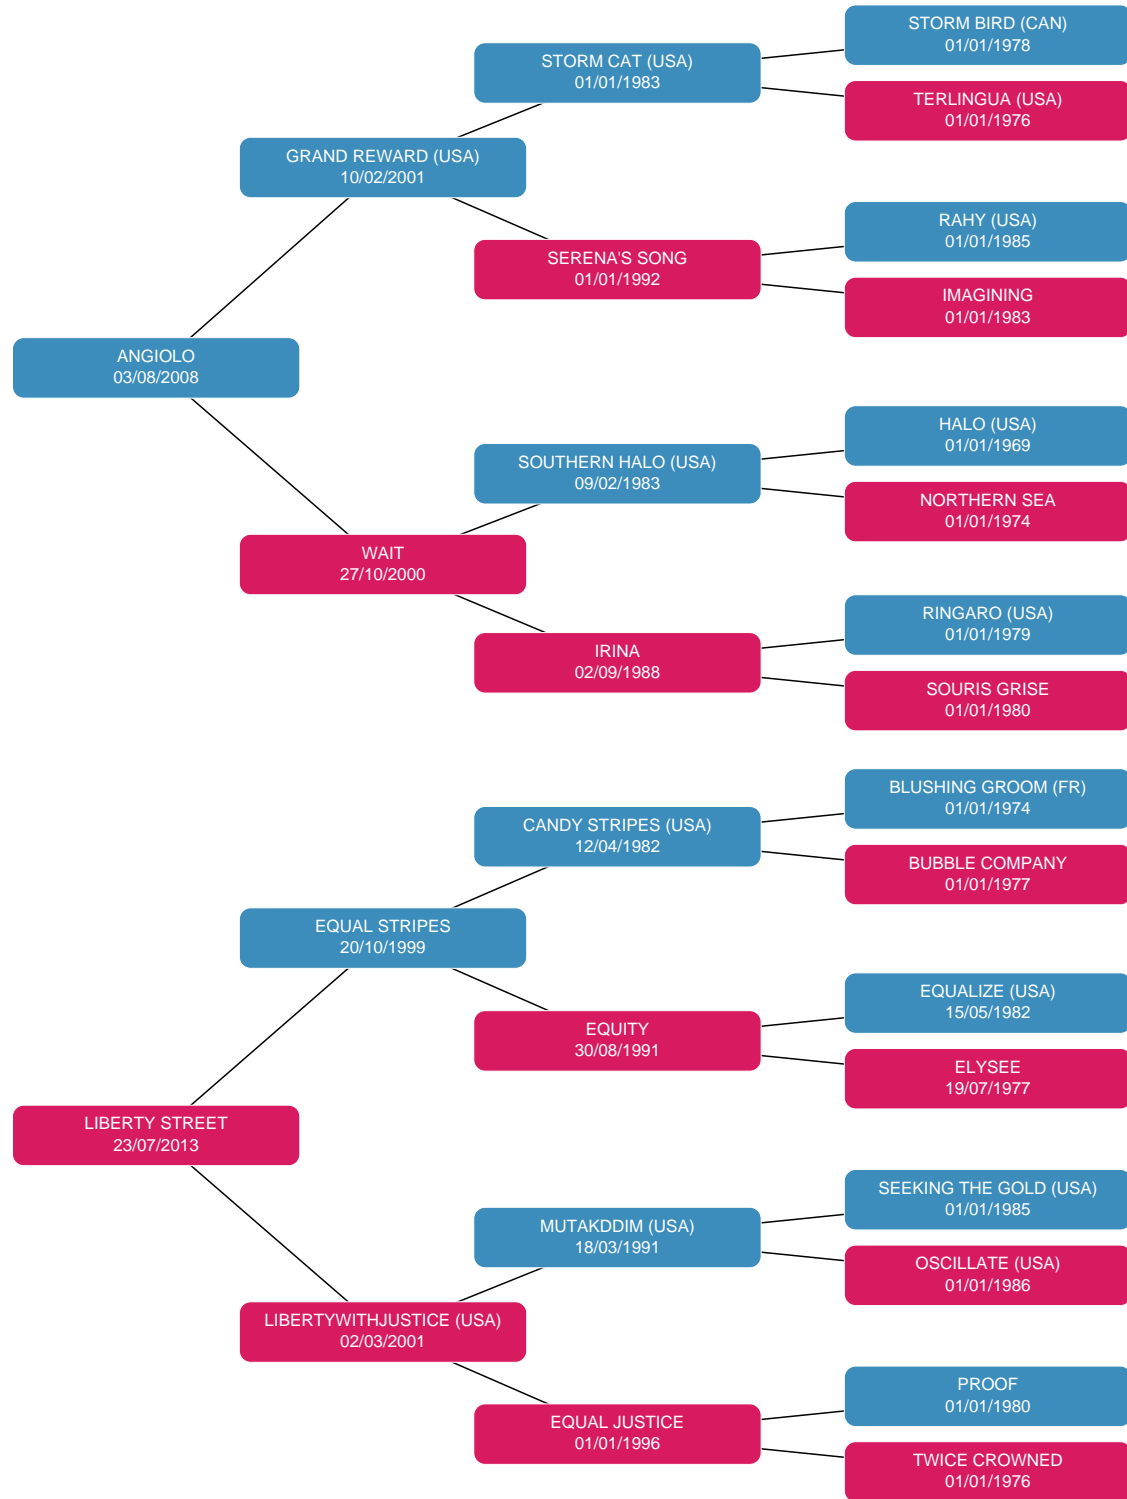 STORM BIRD (CAN)
01/01/1978
STORM CAT (USA)
01/01/1983
TERLINGUA (USA)
01/01/1976
GRAND REWARD (USA)
10/02/2001
RAHY (USA)
01/01/1985
SERENA'S SONG
01/01/1992
IMAGINING
01/01/1983
ANGIOLO
03/08/2008
HALO (USA)
01/01/1969
SOUTHERN HALO (USA)
09/02/1983
NORTHERN SEA
01/01/1974
WAIT
27/10/2000
RINGARO (USA)
01/01/1979
IRINA
02/09/1988
SOURIS GRISE
01/01/1980
BLUSHING GROOM (FR)
01/01/1974
CANDY STRIPES (USA)
12/04/1982
BUBBLE COMPANY
01/01/1977
EQUAL STRIPES
20/10/1999
EQUALIZE (USA)
15/05/1982
EQUITY
30/08/1991
ELYSEE
19/07/1977
LIBERTY STREET
23/07/2013
SEEKING THE GOLD (USA)
01/01/1985
MUTAKDDIM (USA)
18/03/1991
OSCILLATE (USA)
01/01/1986
LIBERTYWITHJUSTICE (USA)
02/03/2001
PROOF
01/01/1980
EQUAL JUSTICE
01/01/1996
TWICE CROWNED
01/01/1976